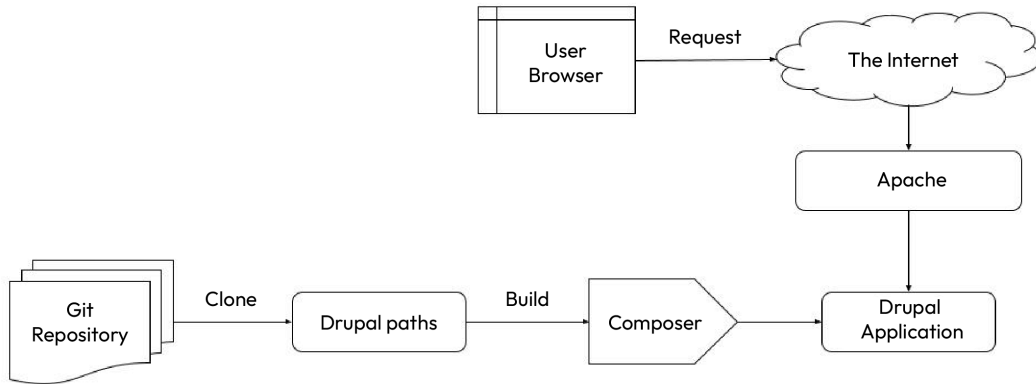 User
Browser
Request
The Internet
Apache
Git
Repository
Clone
Drupal paths
Build
Composer
Drupal
Application